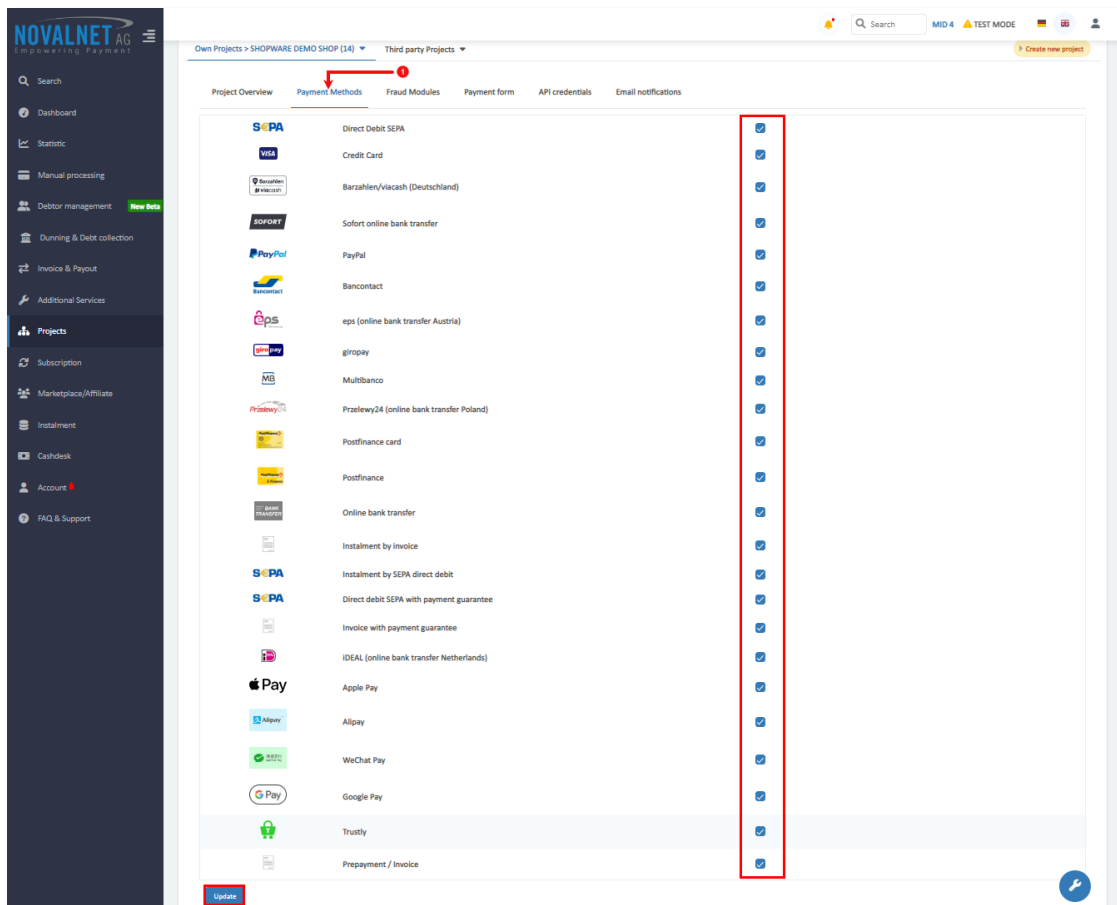 NOVALNET AG
Empowering Payment
Search
MID 4
TEST MODE
Own Projects > SHOPWARE DEMO SHOP (14)
Third party Projects
Create new project
1
Project Overview
Payment Methods
Fraud Modules
Payment form
API credentials
Email notifications
Search
Dashboard
Statistic
Manual processing
Debtor management
New Beta
Dunning & Debt collection
Invoice & Payout
Additional Services
Projects
Subscription
Marketplace/Affiliate
Instalment
Cashdesk
Account
FAQ & Support
SEPA
Direct Debit SEPA
VISA
Credit Card
Barzahlen
viacash
Barzahlen/viacash (Deutschland)
SOFORT
Sofort online bank transfer
PayPal
PayPal
Bancontact
Bancontact
eps
eps (online bank transfer Austria)
giropay
giropay
MB
Multibanco
Przelewy24
Przelewy24 (online bank transfer Poland)
PostFinance
Postfinance card
PostFinance
E-Finance
Postfinance
BANK
TRANSFER
Online bank transfer
Instalment by invoice
SEPA
Instalment by SEPA direct debit
SEPA
Direct debit SEPA with payment guarantee
Invoice with payment guarantee
iDEAL (online bank transfer Netherlands)
Pay
Apple Pay
Alipay
Alipay
WeChat Pay
G Pay
Google Pay
T
Trustly
Prepayment / Invoice
Update